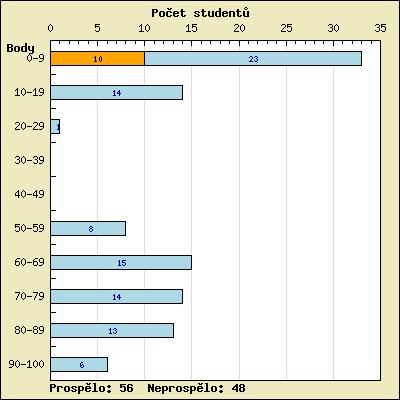 Počet studentů
0 5 10 15 20 25 30 35
Body
0-9 10 23
10-19 14
20-29 1
30-39
40-49
50-59 8
60-69 15
70-79 14
80-89 13
90-100 6
Prospělo: 56 Neprospělo: 48